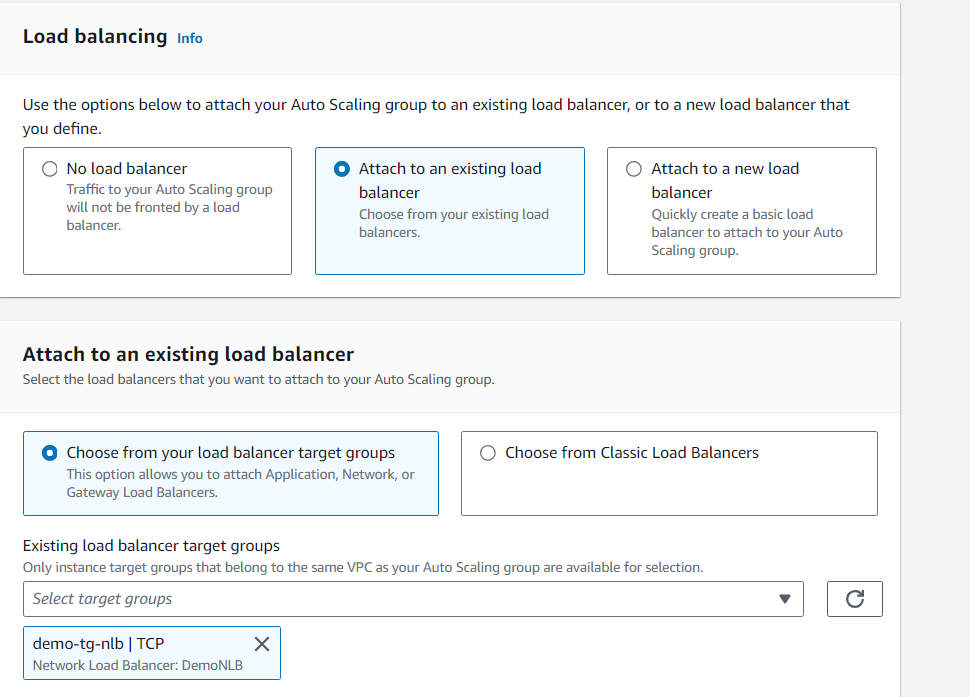 Load balancing Info
Use the options below to attach your Auto Scaling group to an existing load balancer, or to a new load balancer that
you define.
No load balancer
Traffic to your Auto Scaling group
will not be fronted by a load
balancer.
Attach to an existing load
balancer
Choose from your existing load
balancers.
Attach to a new load
balancer
Quickly create a basic load
balancer to attach to your Auto
Scaling group.
Attach to an existing load balancer
Select the load balancers that you want to attach to your Auto Scaling group.
Choose from your load balancer target groups
This option allows you to attach Application, Network, or
Gateway Load Balancers.
Choose from Classic Load Balancers
Existing load balancer target groups
Only instance target groups that belong to the same VPC as your Auto Scaling group are available for selection.
Select target groups
demo-tg-nlb | TCP
Network Load Balancer: DemoNLB